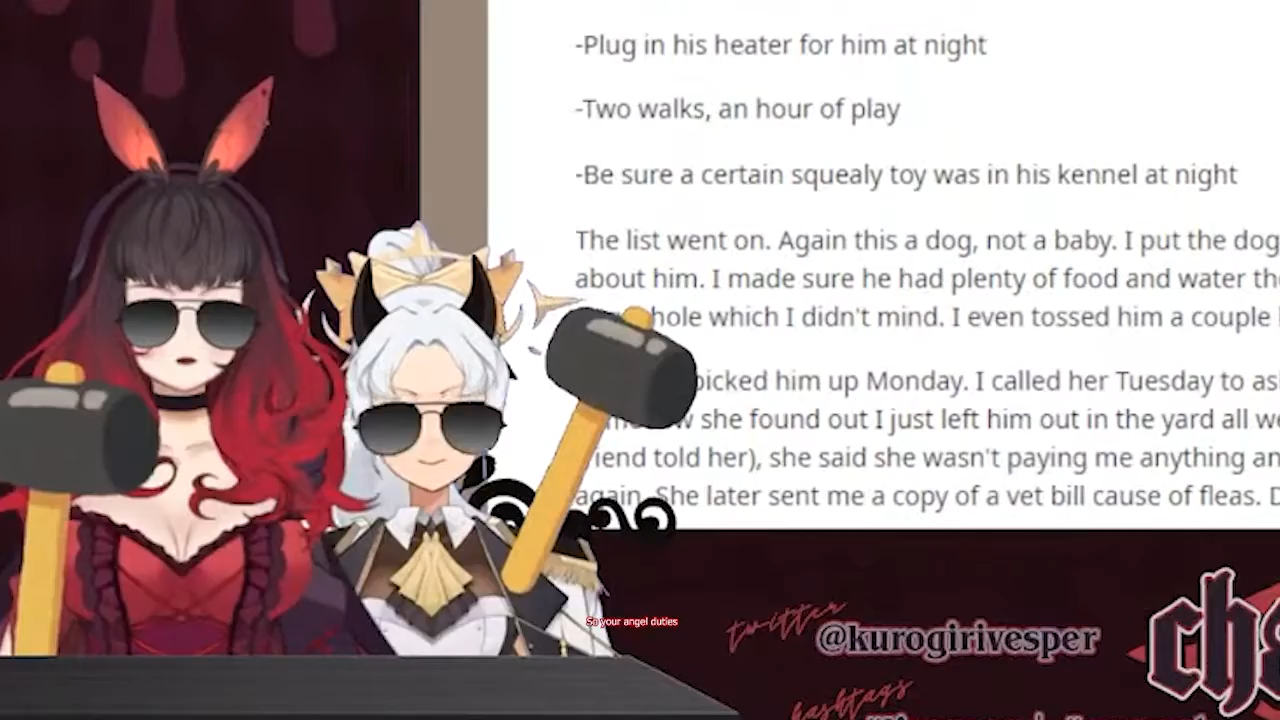 -Plug in his heater for him at night
-Two walks, an hour of play
-Be sure a certain squealy toy was in his kennel at night
The list went on. Again this a dog, not a baby. I put the dog
about him. I made sure he had plenty of food and water
hole which I didn't mind. I even tossed him a couple
picked him up Monday. I called her Tuesday to
she found out I just left him out in the yard all
told her), she said she wasn't paying me anything
again. She later sent me a copy of a vet bill cause of fleas.
So your angel duties
twitter
@kurogirivesper
hashtags